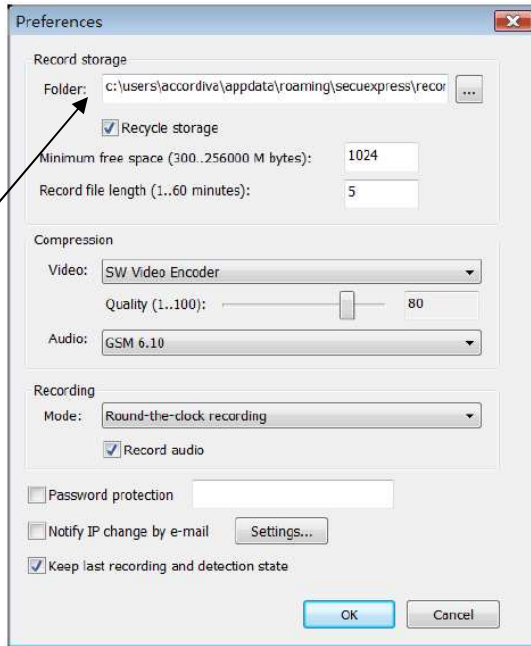 Preferences
Record storage
Folder: c:\users\accordiva\appdata\roaming\secuexpress\recor ...
Recycle storage
Minimum free space (300..256000 M bytes): 1024
Record file length (1..60 minutes): 5
Compression
Video: SW Video Encoder
Quality (1..100): 80
Audio: GSM 6.10
Recording
Mode: Round-the-clock recording
Record audio
Password protection
Notify IP change by e-mail Settings...
Keep last recording and detection state
OK Cancel